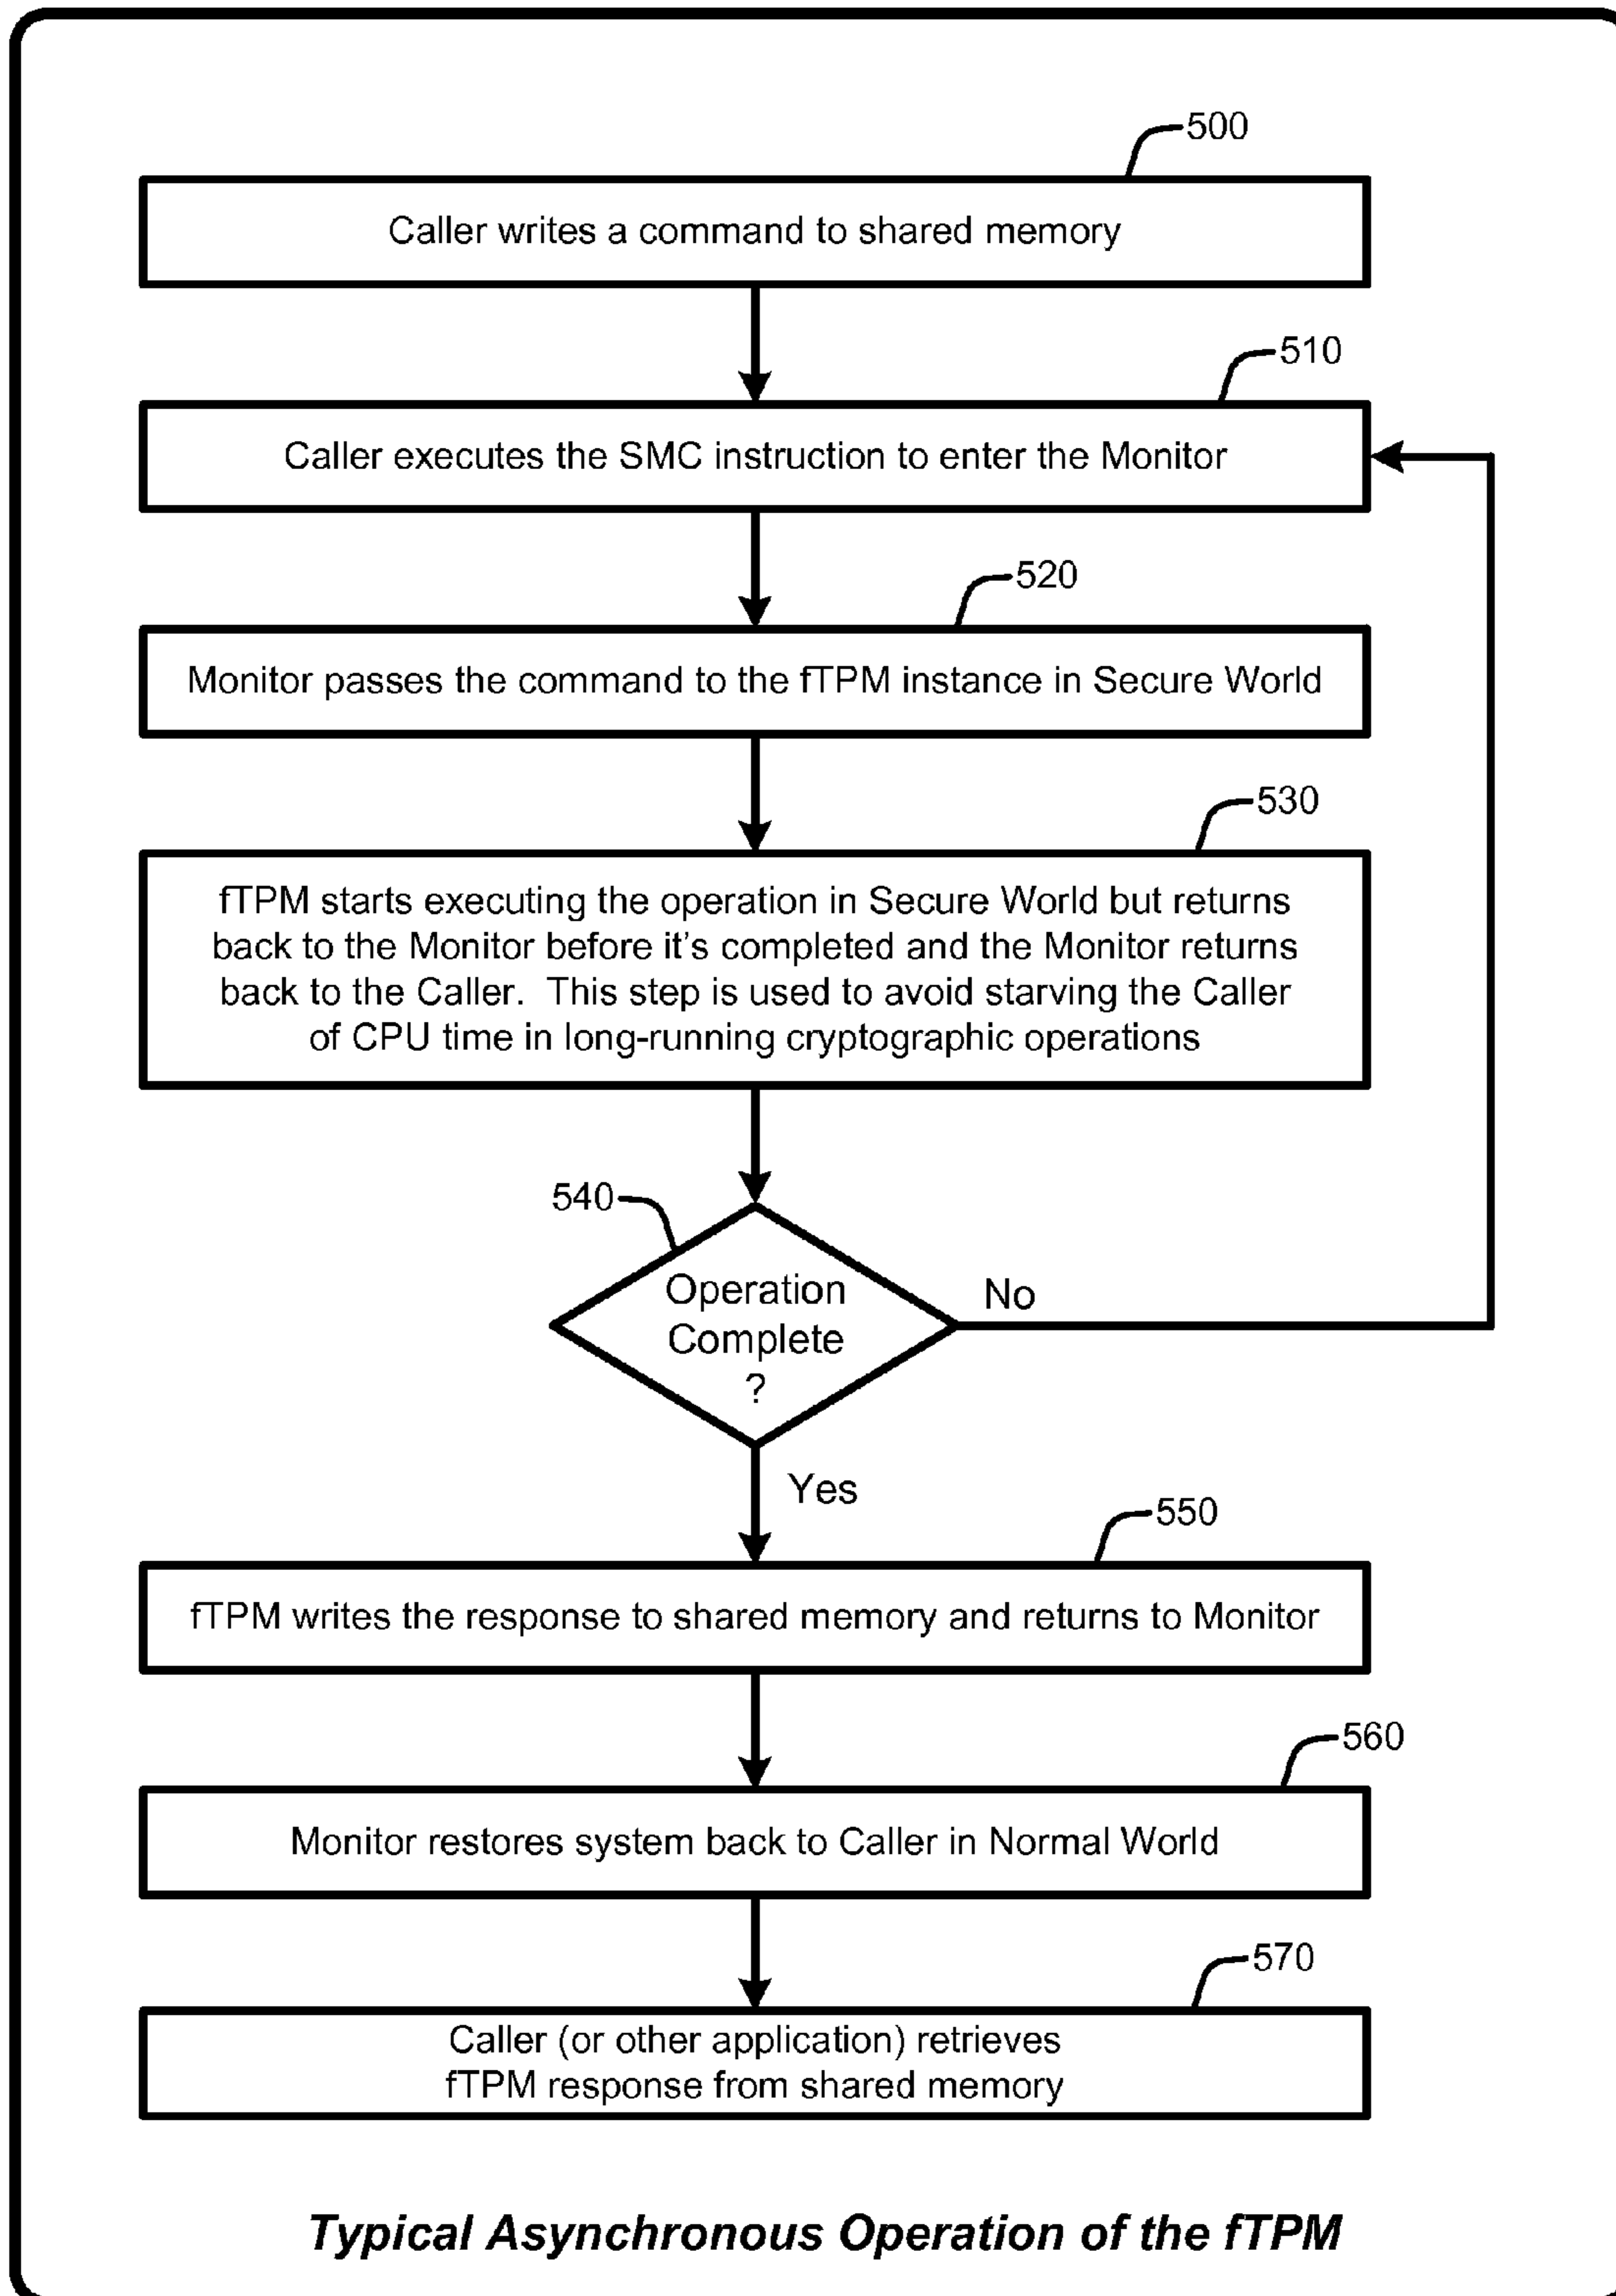 500
Caller writes a command to shared memory
510
Caller executes the SMC instruction to enter the Monitor
520
Monitor passes the command to the fTPM instance in Secure World
530
fTPM starts executing the operation in Secure World but returns
back to the Monitor before it's completed and the Monitor returns
back to the Caller.  This step is used to avoid starving the Caller
of CPU time in long-running cryptographic operations
540
Operation
Complete
?
No
Yes
550
fTPM writes the response to shared memory and returns to Monitor
560
Monitor restores system back to Caller in Normal World
570
Caller (or other application) retrieves
fTPM response from shared memory
Typical Asynchronous Operation of the fTPM